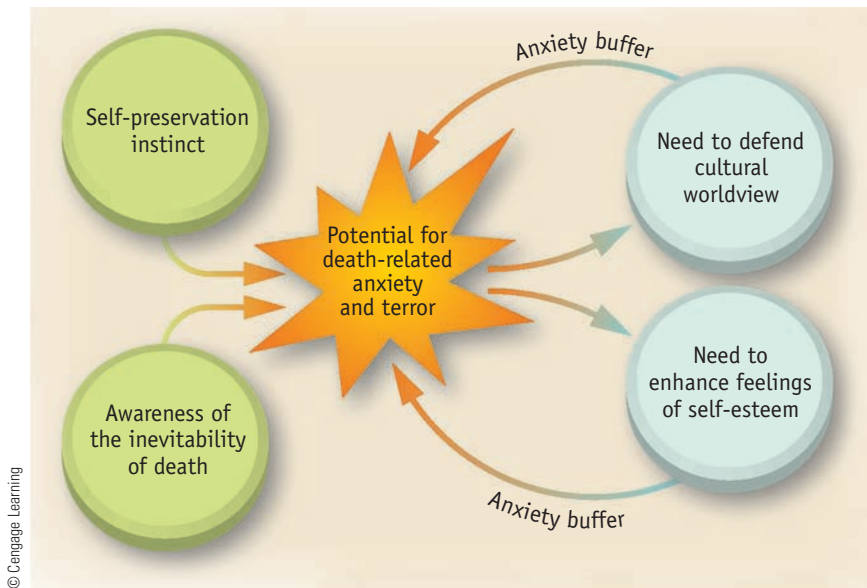 Self-preservation
instinct
Awareness of
the inevitability
of death
Potential for
death-related
anxiety
and terror
Anxiety buffer
Need to defend
cultural
worldview
Need to
enhance feelings
of self-esteem
Anxiety buffer
© Cengage Learning